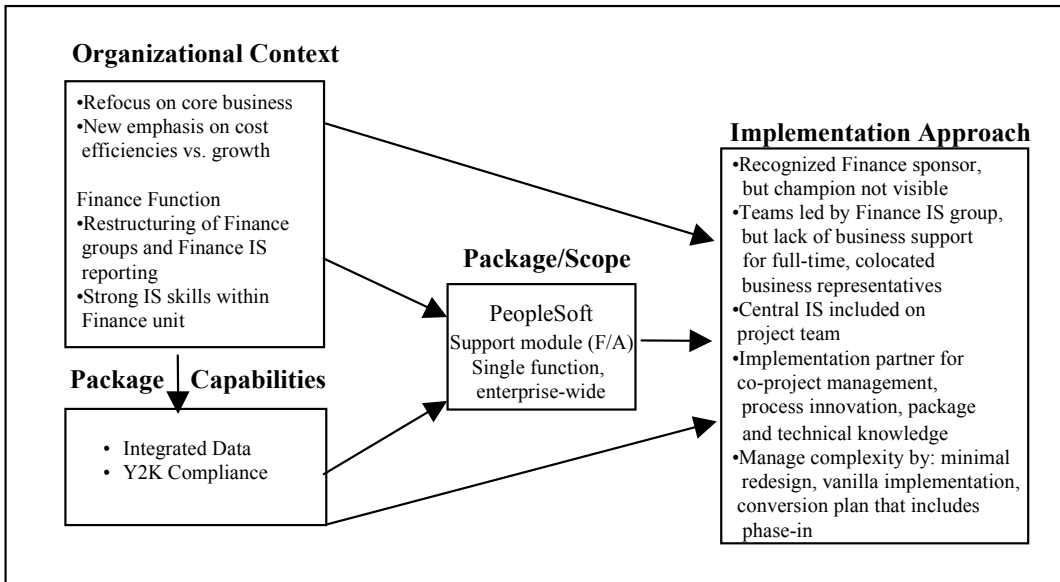 Organizational Context
•Refocus on core business
•New emphasis on cost
efficiencies vs. growth
Finance Function
•Restructuring of Finance
groups and Finance IS
reporting
•Strong IS skills within
Finance unit
Package Capabilities
• Integrated Data
• Y2K Compliance
Package/Scope
PeopleSoft
Support module (F/A)
Single function,
enterprise-wide
Implementation Approach
•Recognized Finance sponsor,
but champion not visible
•Teams led by Finance IS group,
but lack of business support
for full-time, colocated
business representatives
•Central IS included on
project team
•Implementation partner for
co-project management,
process innovation, package
and technical knowledge
•Manage complexity by: minimal
redesign, vanilla implementation,
conversion plan that includes
phase-in